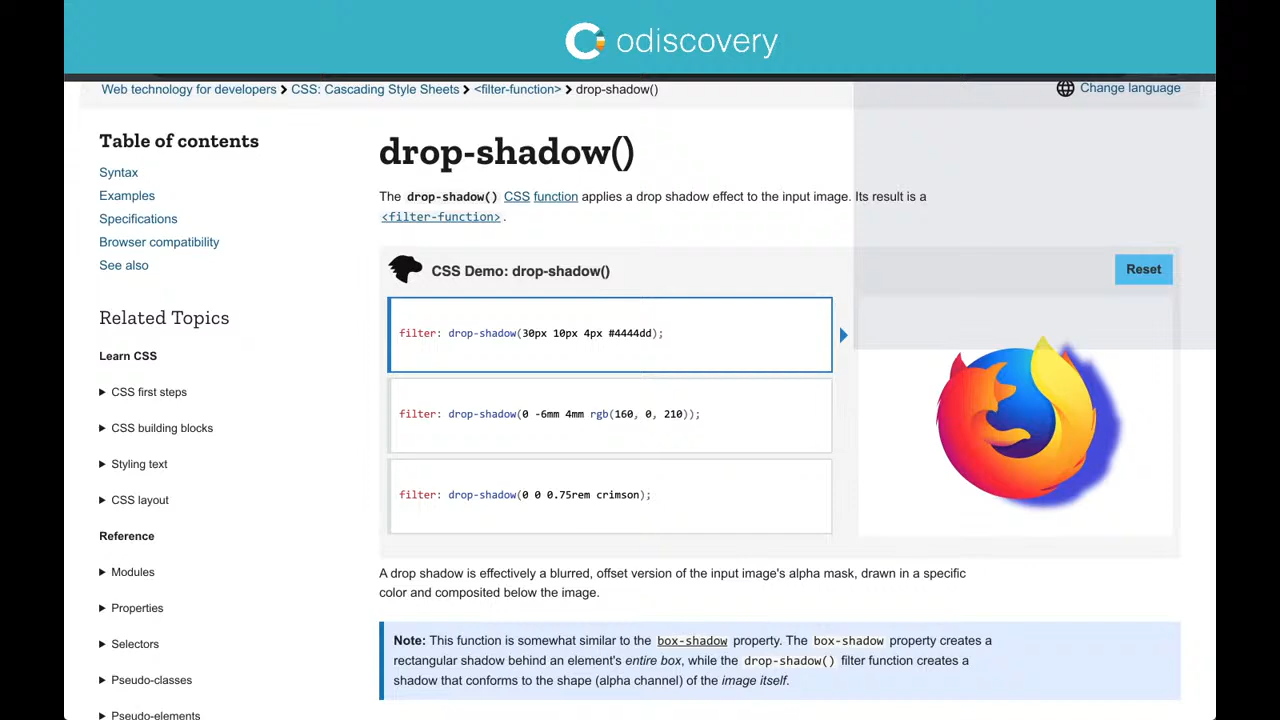 odiscovery
Web technology for developers > CSS: Cascading Style Sheets > <filter-function> > drop-shadow()
Change language
Table of contents
Syntax
Examples
Specifications
Browser compatibility
See also
Related Topics
Learn CSS
CSS first steps
CSS building blocks
Styling text
CSS layout
Reference
Modules
Properties
Selectors
Pseudo-classes
Pseudo-elements
drop-shadow()
The drop-shadow() CSS function applies a drop shadow effect to the input image. Its result is a
<filter-function>.
CSS Demo: drop-shadow()
Reset
filter: drop-shadow(30px 10px 4px #4444dd);
filter: drop-shadow(0 -6mm 4mm rgb(160, 0, 210));
filter: drop-shadow(0 0 0.75rem crimson);
A drop shadow is effectively a blurred, offset version of the input image's alpha mask, drawn in a specific
color and composited below the image.
Note: This function is somewhat similar to the box-shadow property. The box-shadow property creates a
rectangular shadow behind an element's entire box, while the drop-shadow() filter function creates a
shadow that conforms to the shape (alpha channel) of the image itself.